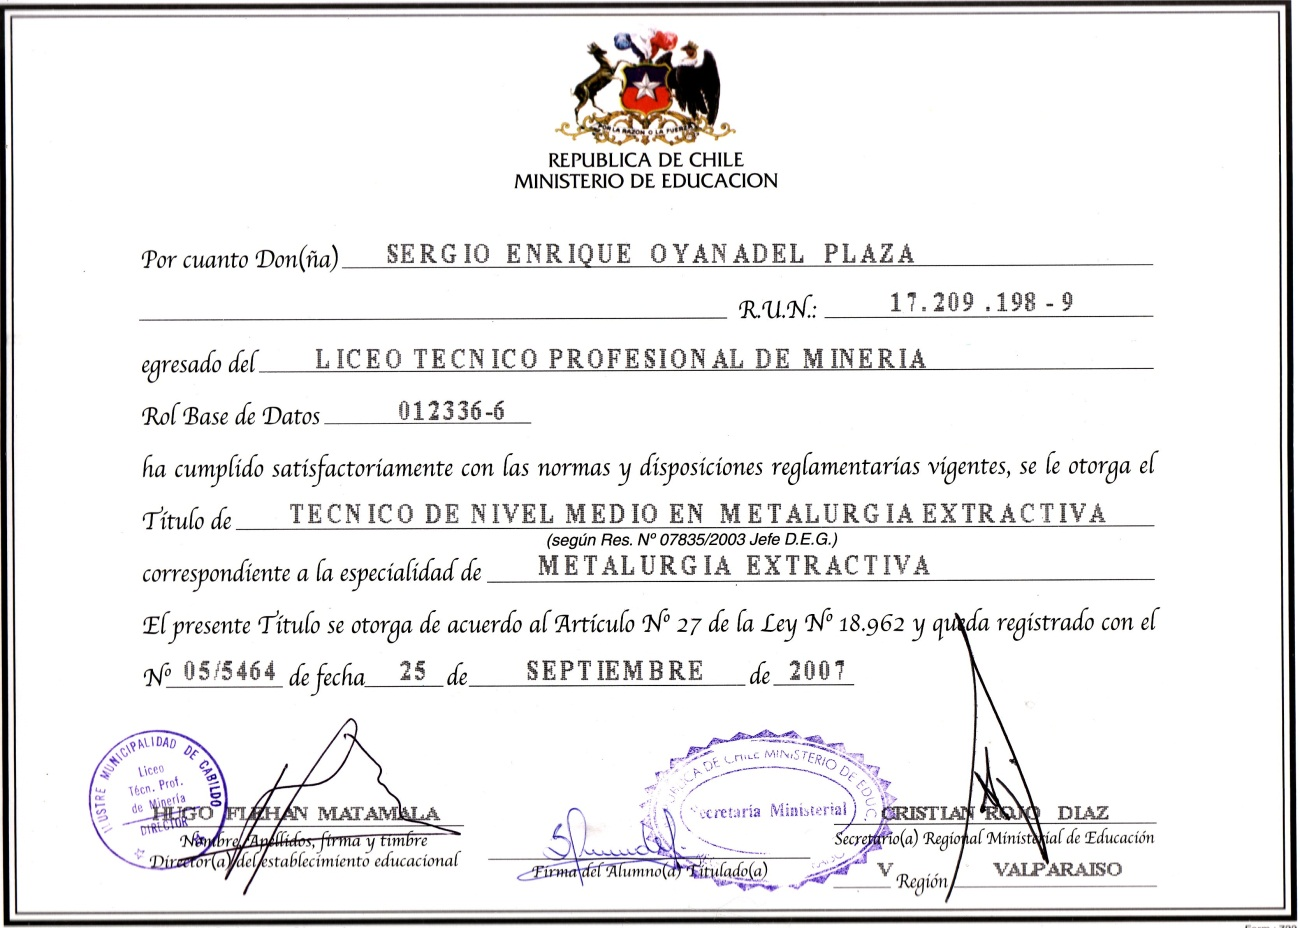 POR LA RAZON O LA FUERZA
REPUBLICA DE CHILE
MINISTERIO DE EDUCACION
Por cuanto Don(ña) SERGIO ENRIQUE OYANADEL PLAZA
R.U.N.: 17.209.198-9
egresado del LICEO TECNICO PROFESIONAL DE MINERIA
Rol Base de Datos 012336-6
ha cumplido satisfactoriamente con las normas y disposiciones reglamentarias vigentes, se le otorga el
Título de TECNICO DE NIVEL MEDIO EN METALURGIA EXTRACTIVA
(según Res. Nº 07835/2003 Jefe D.E.G.)
correspondiente a la especialidad de METALURGIA EXTRACTIVA
El presente Título se otorga de acuerdo al Artículo Nº 27 de la Ley Nº 18.962 y queda registrado con el
Nº 05/5464 de fecha 25 de SEPTIEMBRE de 2007
ILUSTRE MUNICIPALIDAD DE CABILDO
Liceo
Técn. Prof.
de Minería
DIRECTOR
HUGO FLEHAN MATAMALA
Nombre, Apellidos, firma y timbre
Director(a) del establecimiento educacional
Firma del Alumno(a) Titulado(a)
DE CHILE MINISTERIO DE
Secretaria Ministerial
CRISTIAN ROJO DIAZ
Secretario(a) Regional Ministerial de Educación
V Región VALPARAISO